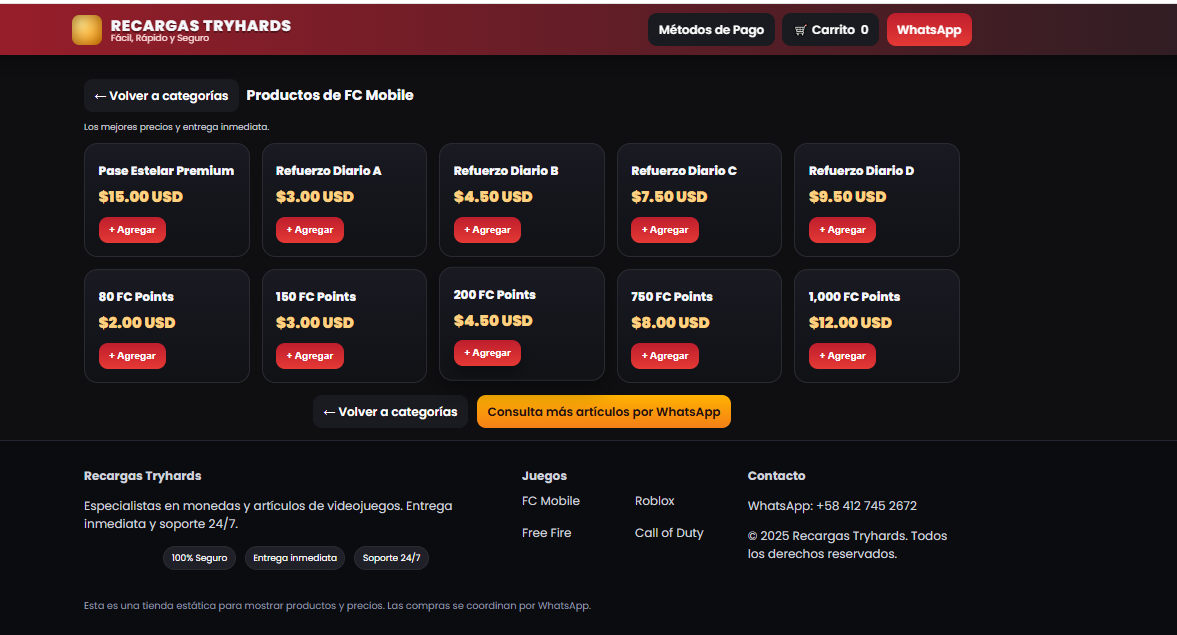 RECARGAS TRYHARDS
Fácil, Rápido y Seguro
Métodos de Pago
Carrito 0
WhatsApp
← Volver a categorías
Productos de FC Mobile
Los mejores precios y entrega inmediata.
Pase Estelar Premium
$15.00 USD
+ Agregar
Refuerzo Diario A
$3.00 USD
+ Agregar
Refuerzo Diario B
$4.50 USD
+ Agregar
Refuerzo Diario C
$7.50 USD
+ Agregar
Refuerzo Diario D
$9.50 USD
+ Agregar
80 FC Points
$2.00 USD
+ Agregar
150 FC Points
$3.00 USD
+ Agregar
200 FC Points
$4.50 USD
+ Agregar
750 FC Points
$8.00 USD
+ Agregar
1,000 FC Points
$12.00 USD
+ Agregar
← Volver a categorías
Consulta más artículos por WhatsApp
Recargas Tryhards
Especialistas en monedas y artículos de videojuegos. Entrega
inmediata y soporte 24/7.
100% Seguro
Entrega inmediata
Soporte 24/7
Juegos
FC Mobile
Roblox
Free Fire
Call of Duty
Contacto
WhatsApp: +58 412 745 2672
© 2025 Recargas Tryhards. Todos
los derechos reservados.
Esta es una tienda estática para mostrar productos y precios. Las compras se coordinan por WhatsApp.